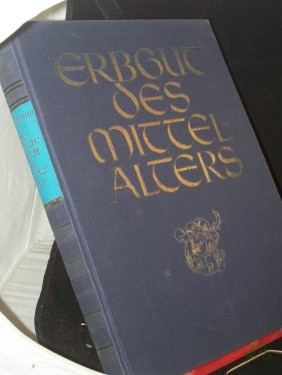 ERBGUT
DES
MITTEL-
ALTERS